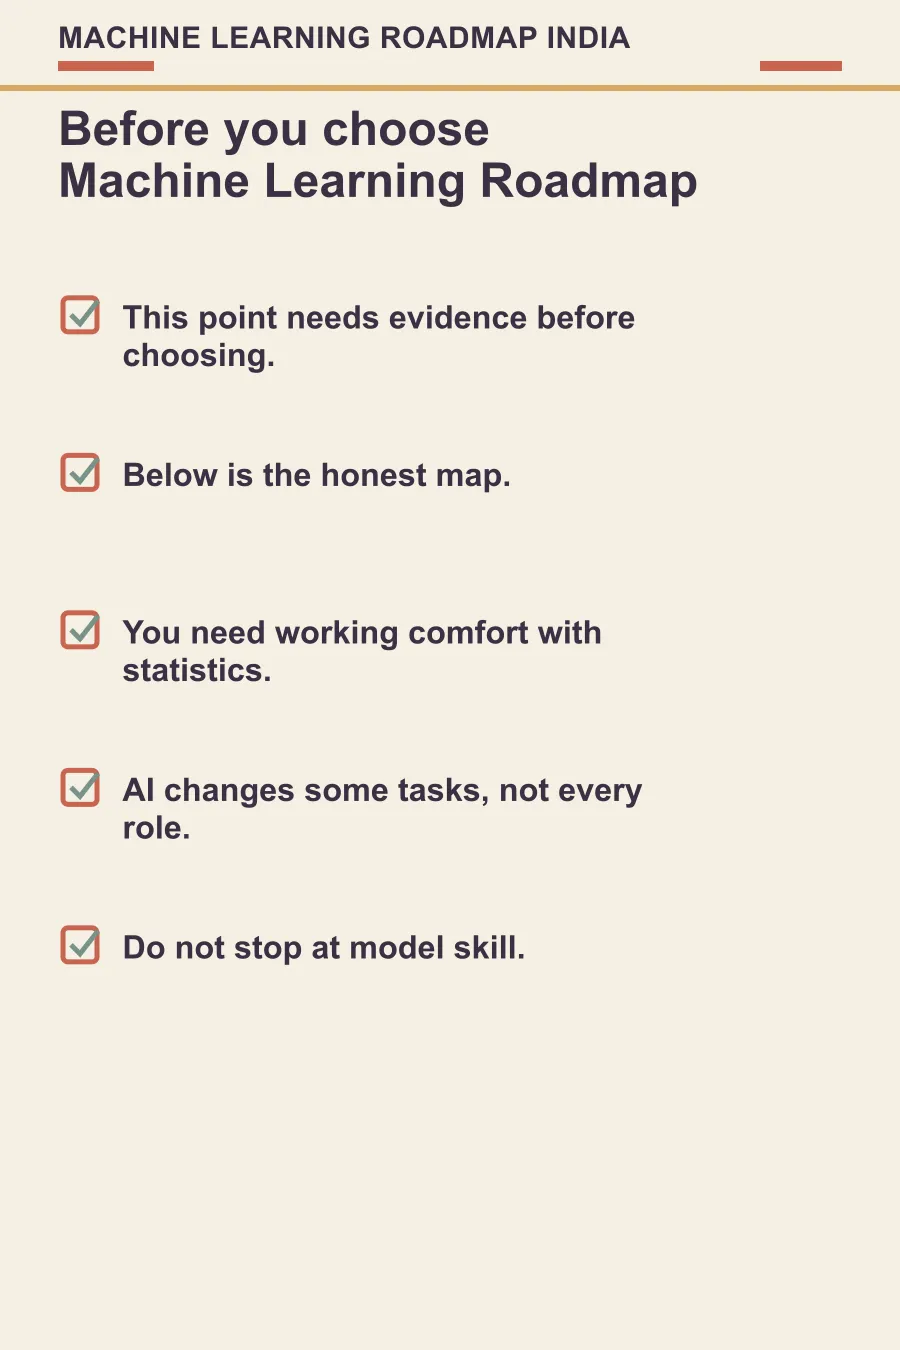 MACHINE LEARNING ROADMAP INDIA
Before you choose
Machine Learning Roadmap
This point needs evidence before
choosing.
Below is the honest map.
You need working comfort with
statistics.
AI changes some tasks, not every
role.
Do not stop at model skill.